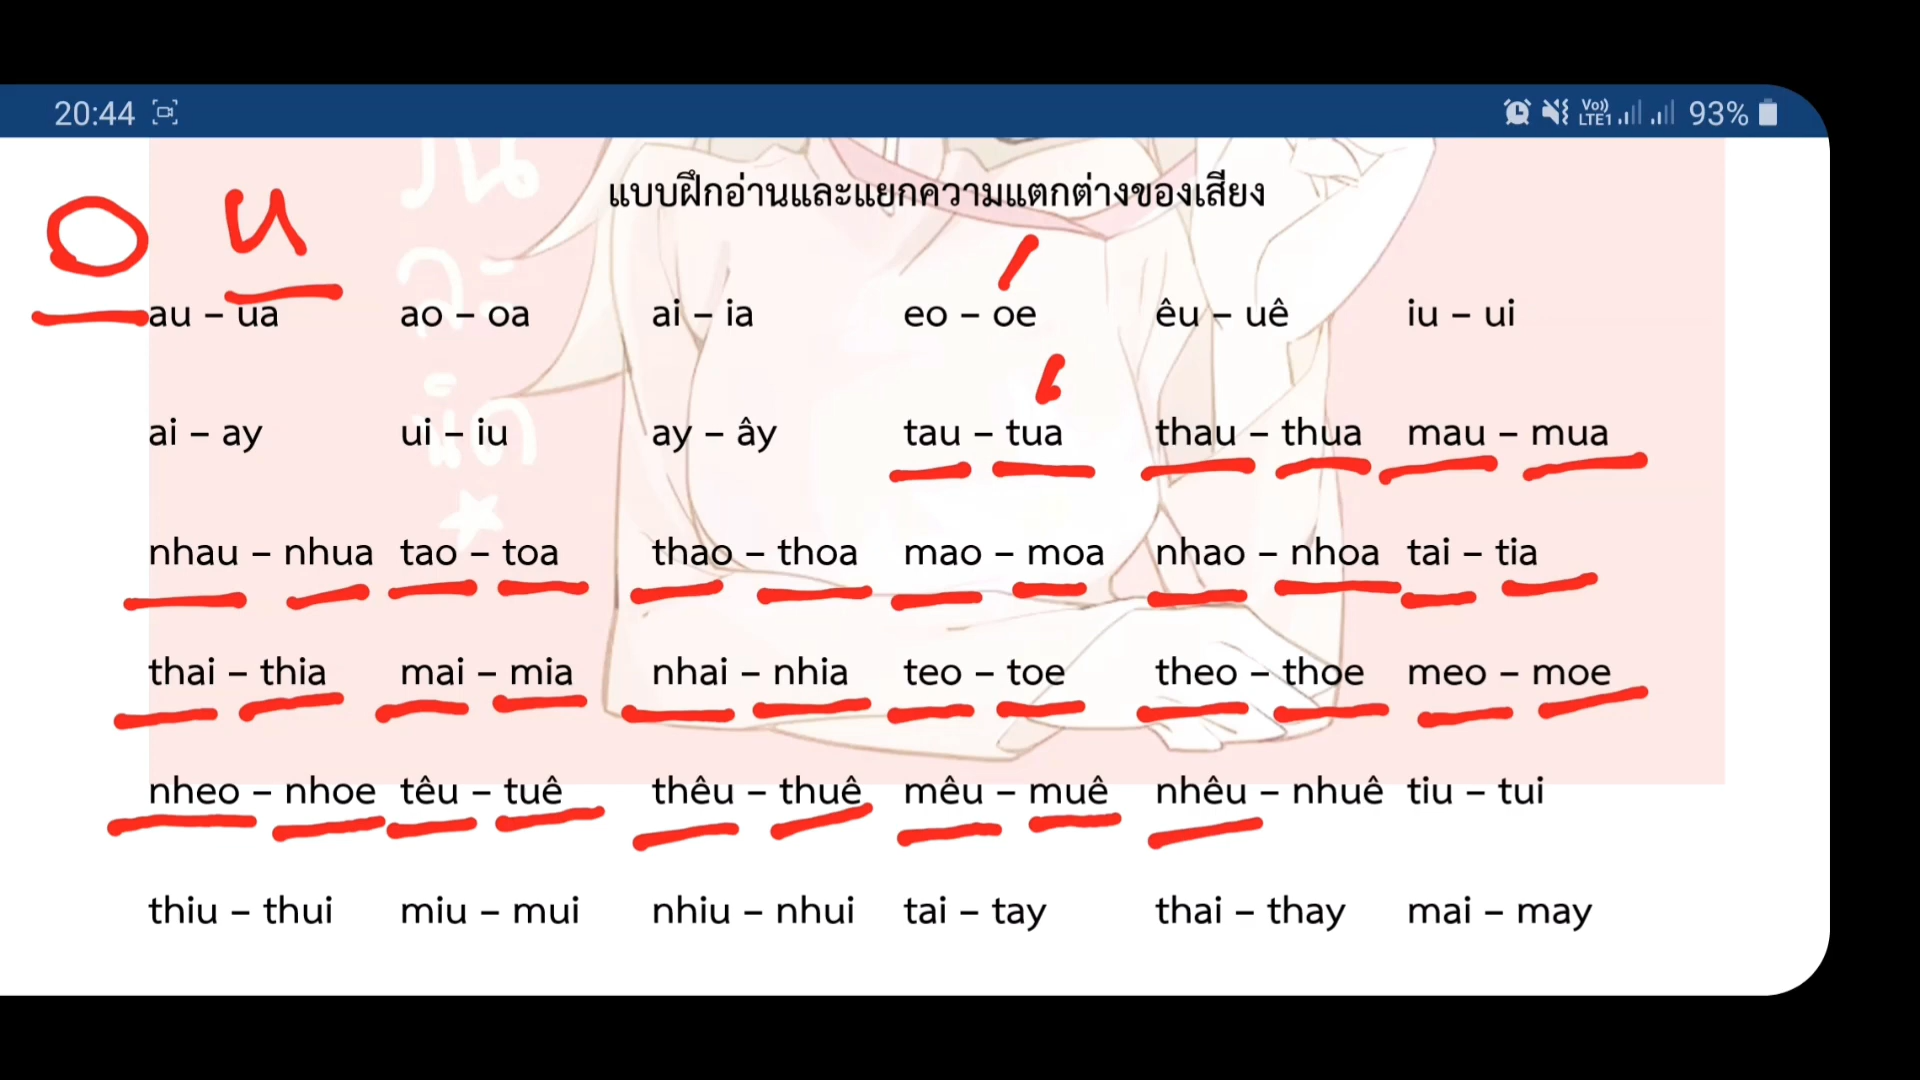 20:44 Vo)) LTE1 93%
วัน
แบบฝึกอ่านและแยกความแตกต่างของเสียง
o u
au – ua ao – oa ai – ia eo – oe êu – uê iu – ui
ai – ay ui – iu ay – ây tau – tua thau – thua mau – mua
nhau – nhua tao – toa thao – thoa mao – moa nhao – nhoa tai – tia
thai – thia mai – mia nhai – nhia teo – toe theo – thoe meo – moe
nheo – nhoe têu – tuê thêu – thuê mêu – muê nhêu – nhuê tiu – tui
thiu – thui miu – mui nhiu – nhui tai – tay thai – thay mai – may